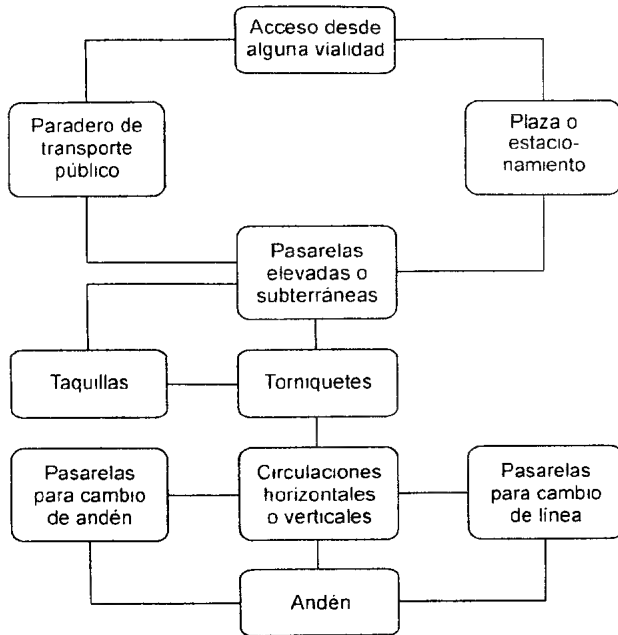 Acceso desde
alguna vialidad
Paradero de
transporte
público
Plaza o
estacio-
namiento
Pasarelas
elevadas o
subterráneas
Taquillas
Torniquetes
Pasarelas
para cambio
de andén
Circulaciones
horizontales
o verticales
Pasarelas
para cambio
de línea
Andén